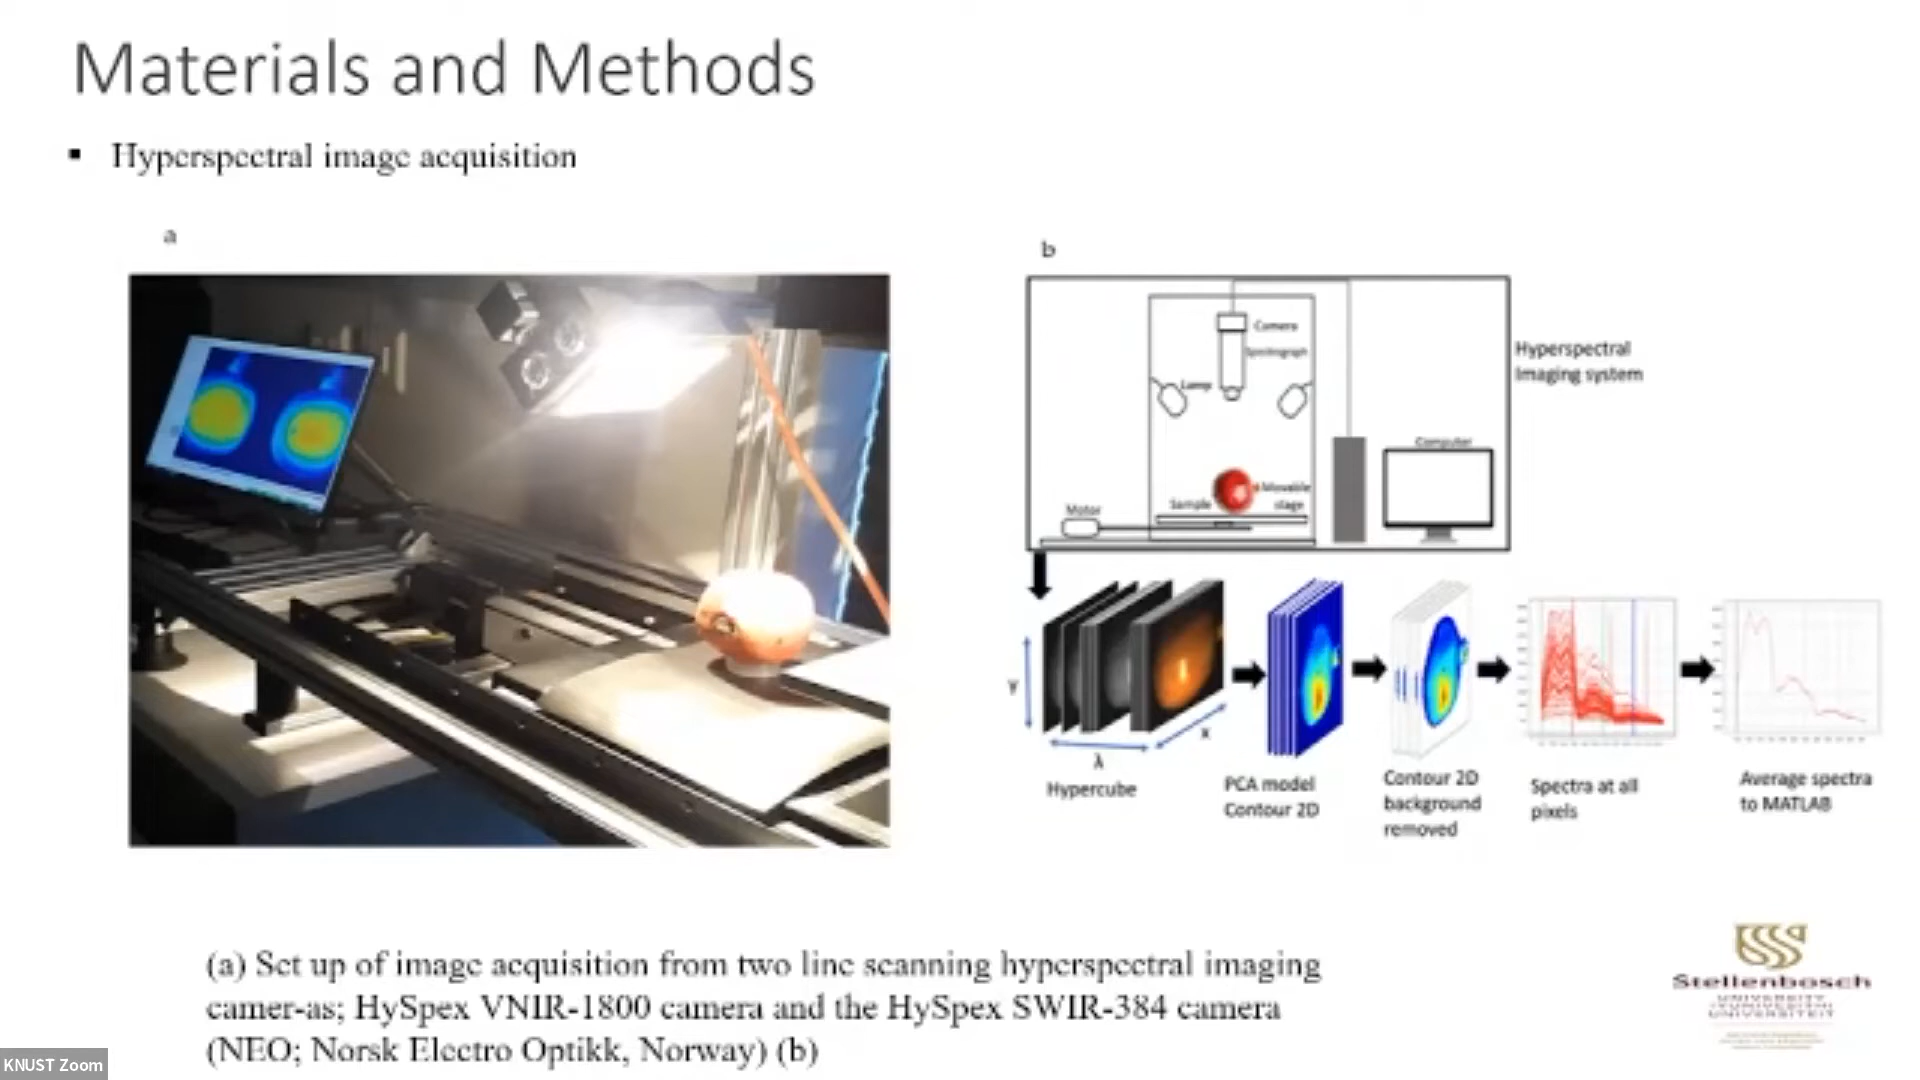 Materials and Methods
▪ Hyperspectral image acquisition
a
b
Camera
Spectrograph
Lamp
Hyperspectral
Imaging system
Computer
Movable
Sample
stage
Motor
Y
X
λ
Hypercube
PCA model
Contour 2D
Contour 2D
background
removed
Spectra at all
pixels
Average spectra
to MATLAB
(a) Set up of image acquisition from two line scanning hyperspectral imaging
camer-as; HySpex VNIR-1800 camera and the HySpex SWIR-384 camera
(NEO; Norsk Electro Optikk, Norway) (b)
Stellenbosch
UNIVERSITY
IYUNIVESITHI
UNIVERSITEIT
KNUST Zoom